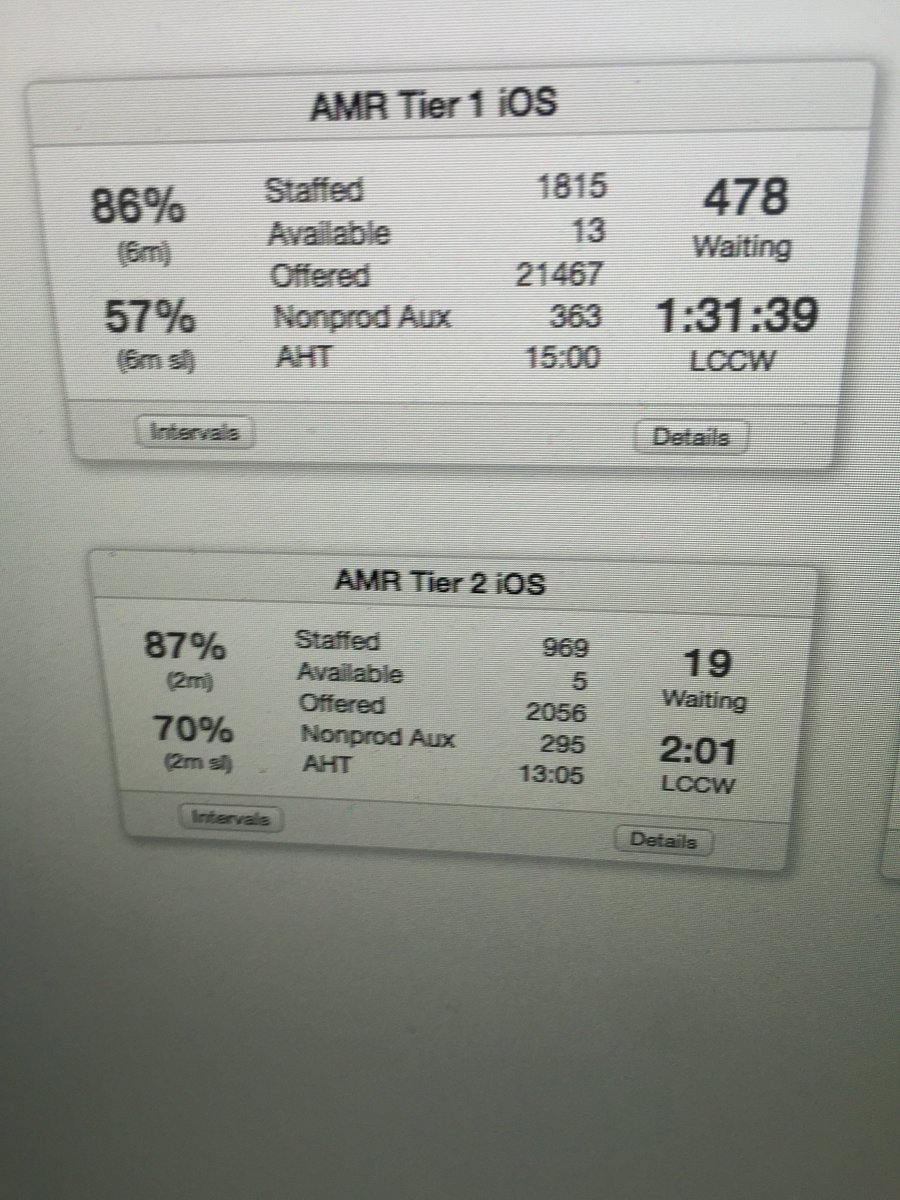 AMR Tier 1 iOS
86%
(6m)
57%
(6m sl)
Staffed 1815
Available 13
Offered 21467
Nonprod Aux 363
AHT 15:00
478
Waiting
1:31:39
LCCW
Intervals
Details
AMR Tier 2 iOS
87%
(2m)
70%
(2m sl)
Staffed 969
Available 5
Offered 2056
Nonprod Aux 295
AHT 13:05
19
Waiting
2:01
LCCW
Intervals
Details